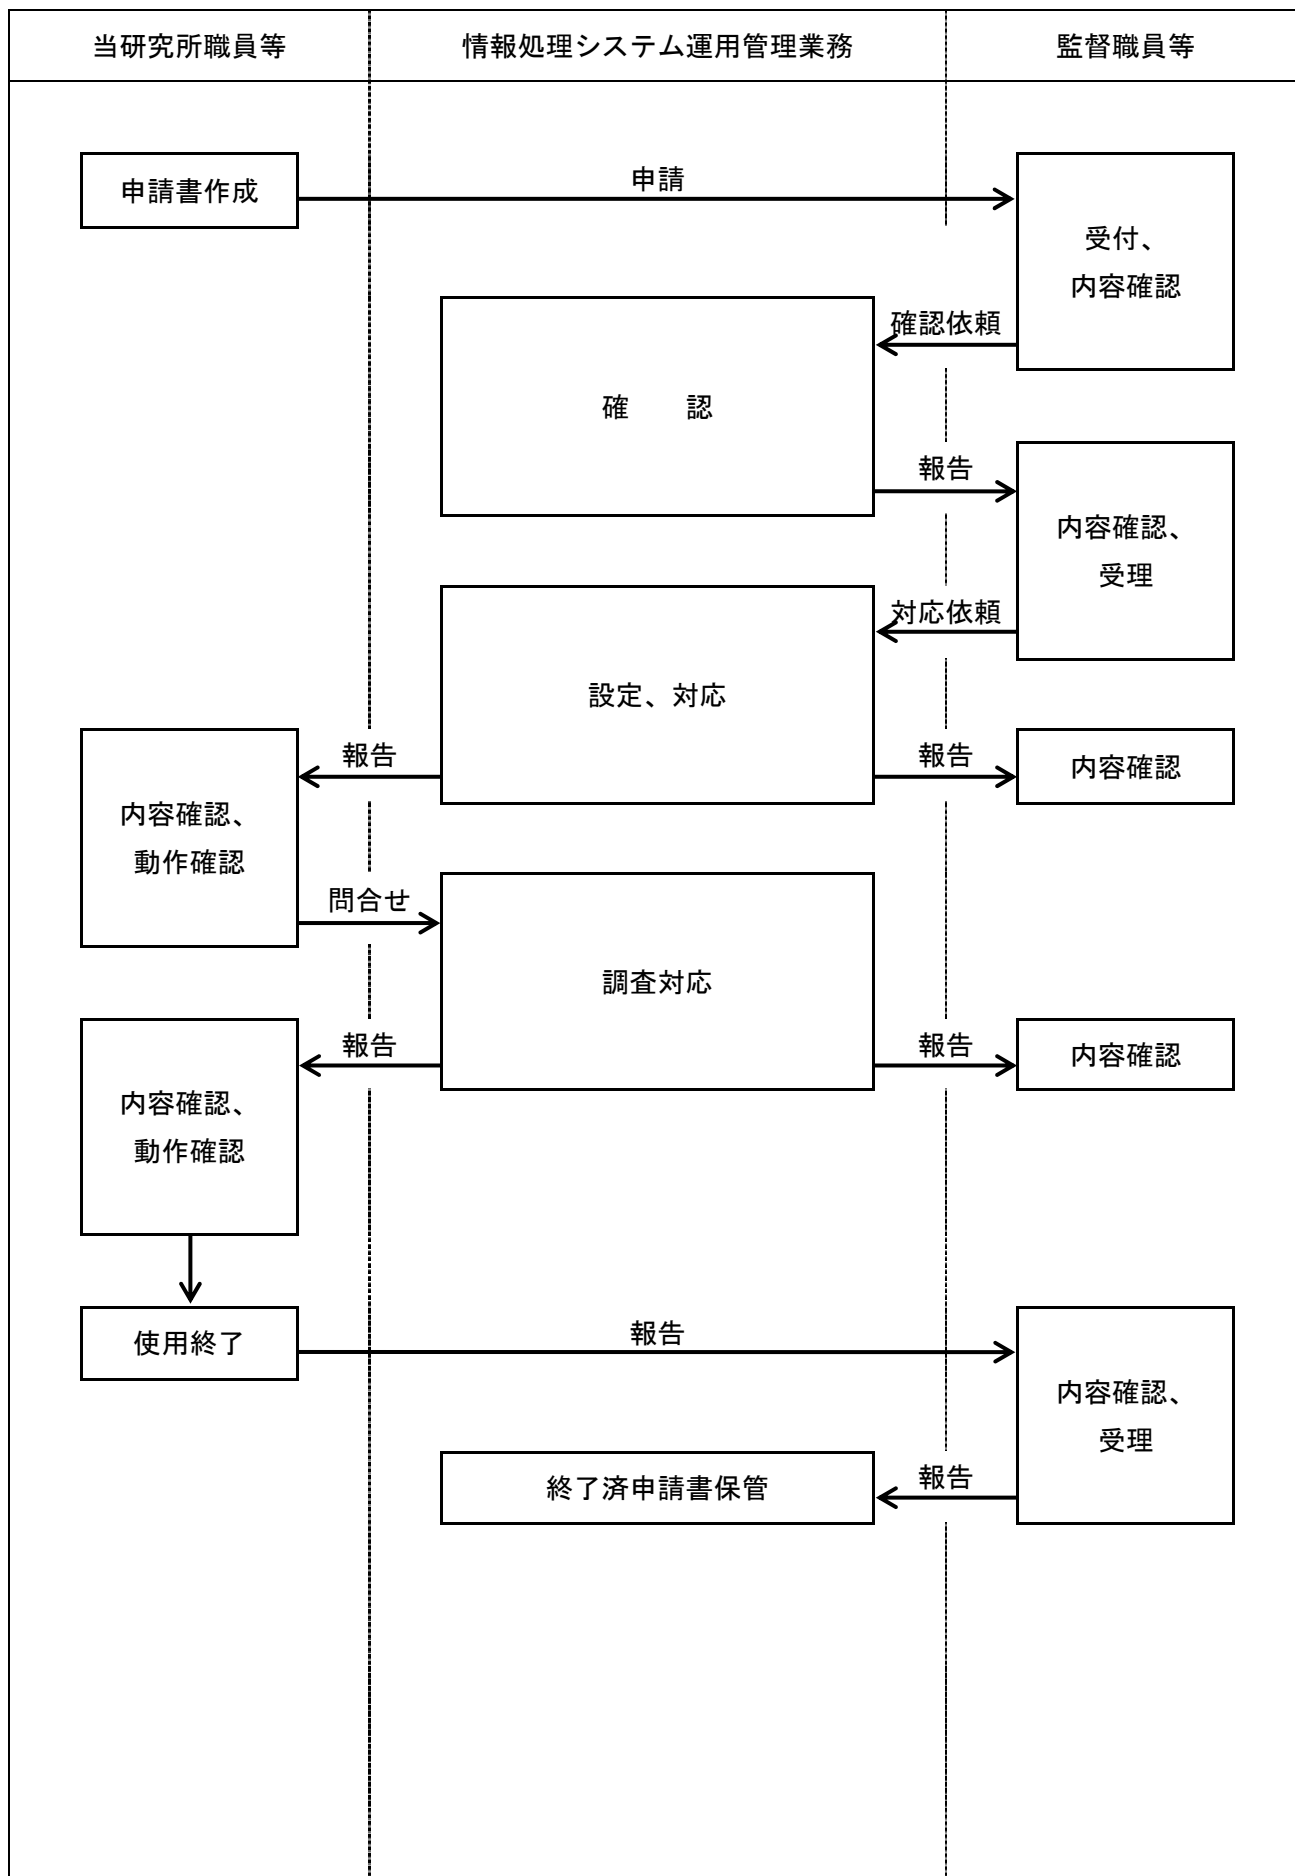 当研究所職員等
情報処理システム運用管理業務
監督職員等
申請書作成
申請
受付、
内容確認
確認依頼
確　　認
報告
内容確認、
受理
対応依頼
設定、対応
報告
報告
内容確認
内容確認、
動作確認
問合せ
調査対応
報告
報告
内容確認
内容確認、
動作確認
使用終了
報告
内容確認、
受理
報告
終了済申請書保管